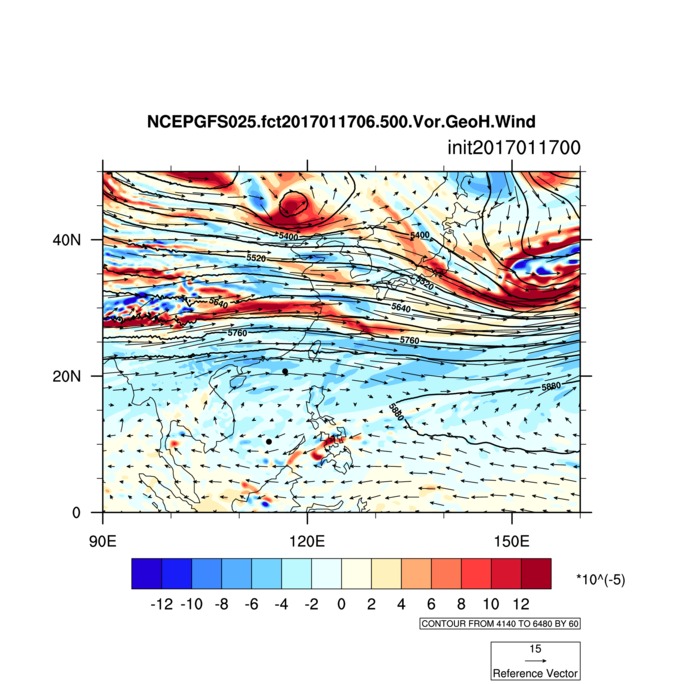 NCEPGFS025.fct2017011706.500.Vor.GeoH.Wind
init2017011700
40N
20N
0
90E 120E 150E
5400 5400
5520 5520
5640 5640
5760 5760
5880
5880
-12 -10 -8 -6 -4 -2 0 2 4 6 8 10 12
*10^(-5)
CONTOUR FROM 4140 TO 6480 BY 60
15
Reference Vector